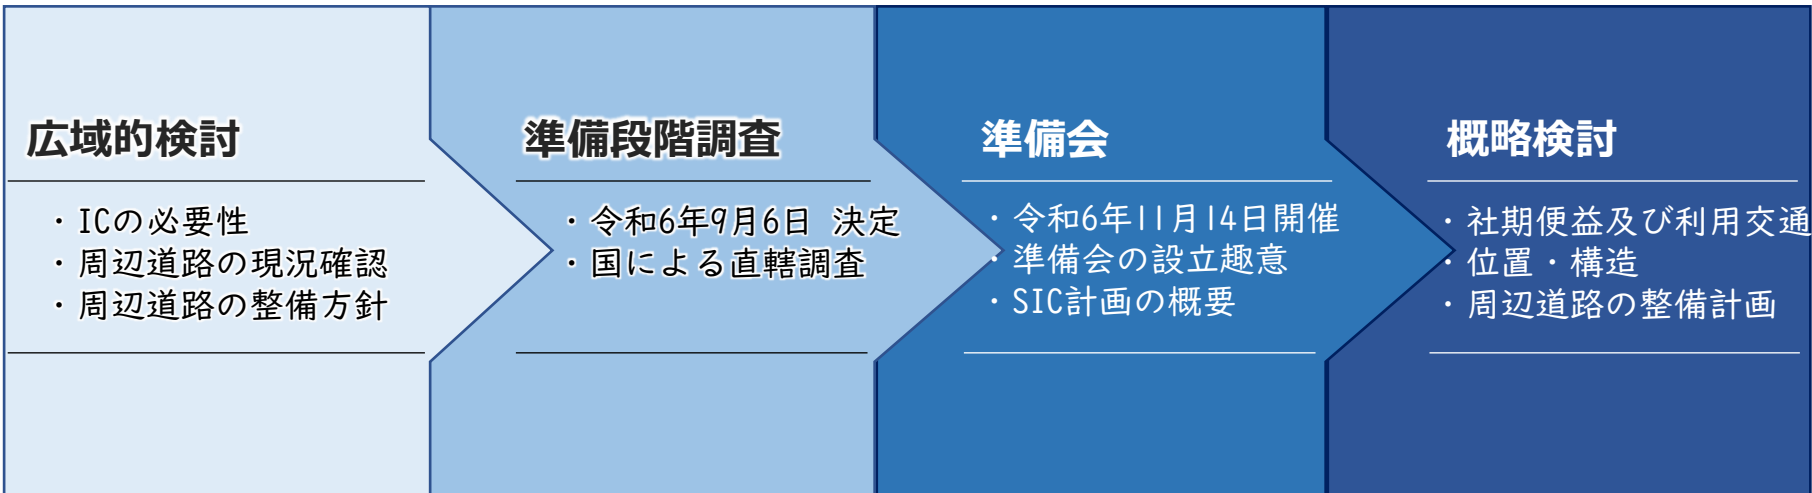 広域的検討
・ICの必要性
・周辺道路の現況確認
・周辺道路の整備方針
準備段階調査
・令和6年9月6日 決定
・国による直轄調査
準備会
・令和6年11月14日開催
・準備会の設立趣意
・SIC計画の概要
概略検討
・社期便益及び利用交通
・位置・構造
・周辺道路の整備計画